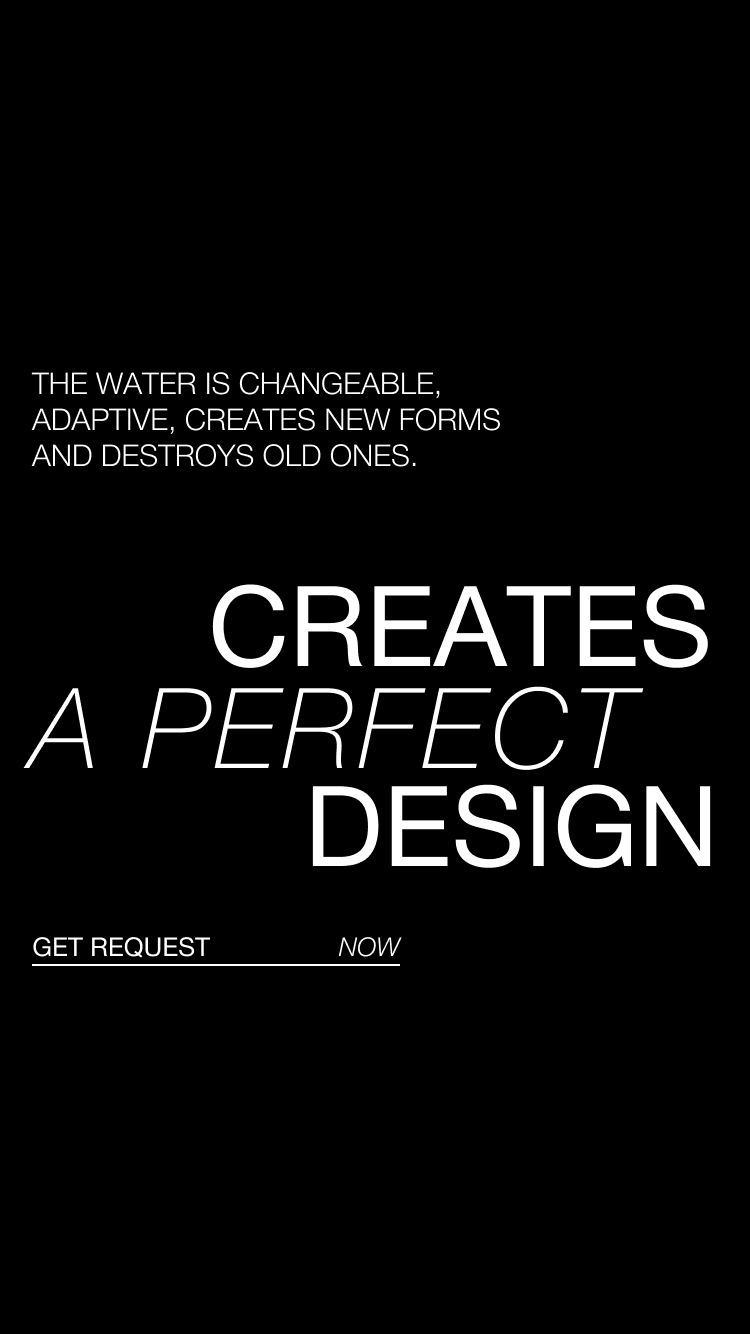 THE WATER IS CHANGEABLE,
ADAPTIVE, CREATES NEW FORMS
AND DESTROYS OLD ONES.
CREATES
A PERFECT
DESIGN
GET REQUEST NOW